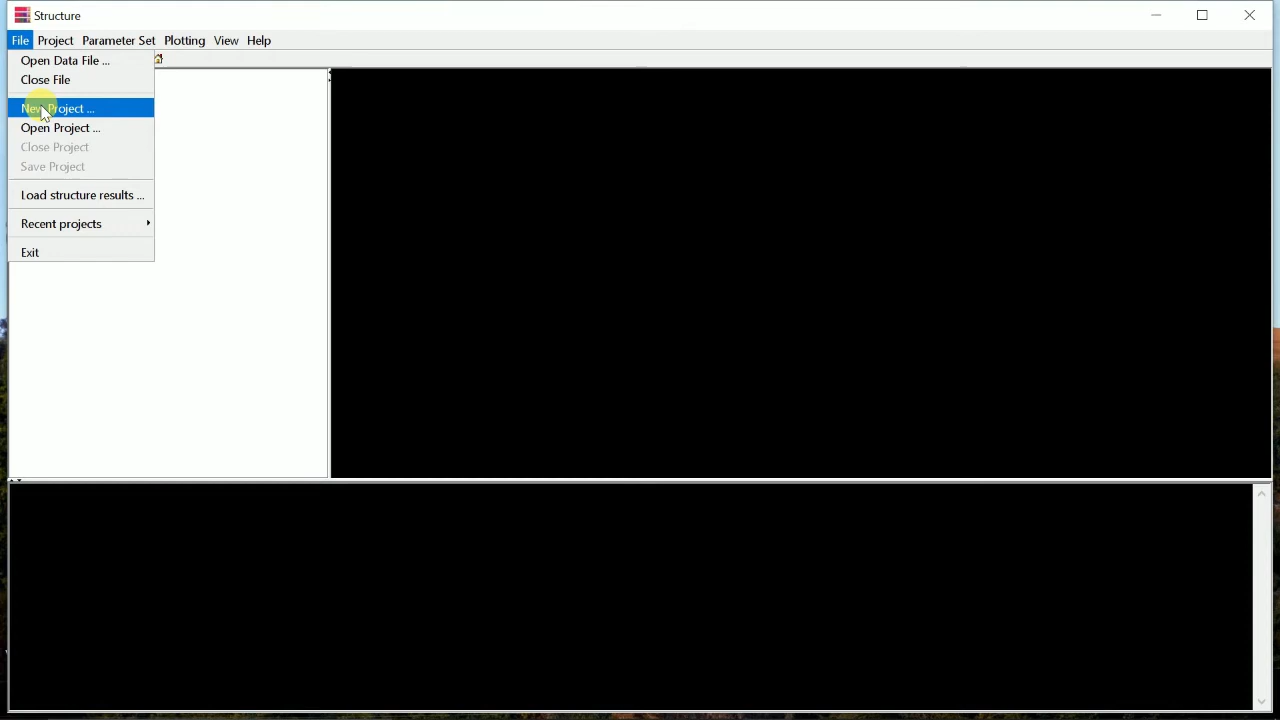 Structure
File Project Parameter Set Plotting View Help
Open Data File ...
Close File
New Project ...
Open Project ...
Close Project
Save Project
Load structure results ...
Recent projects
Exit